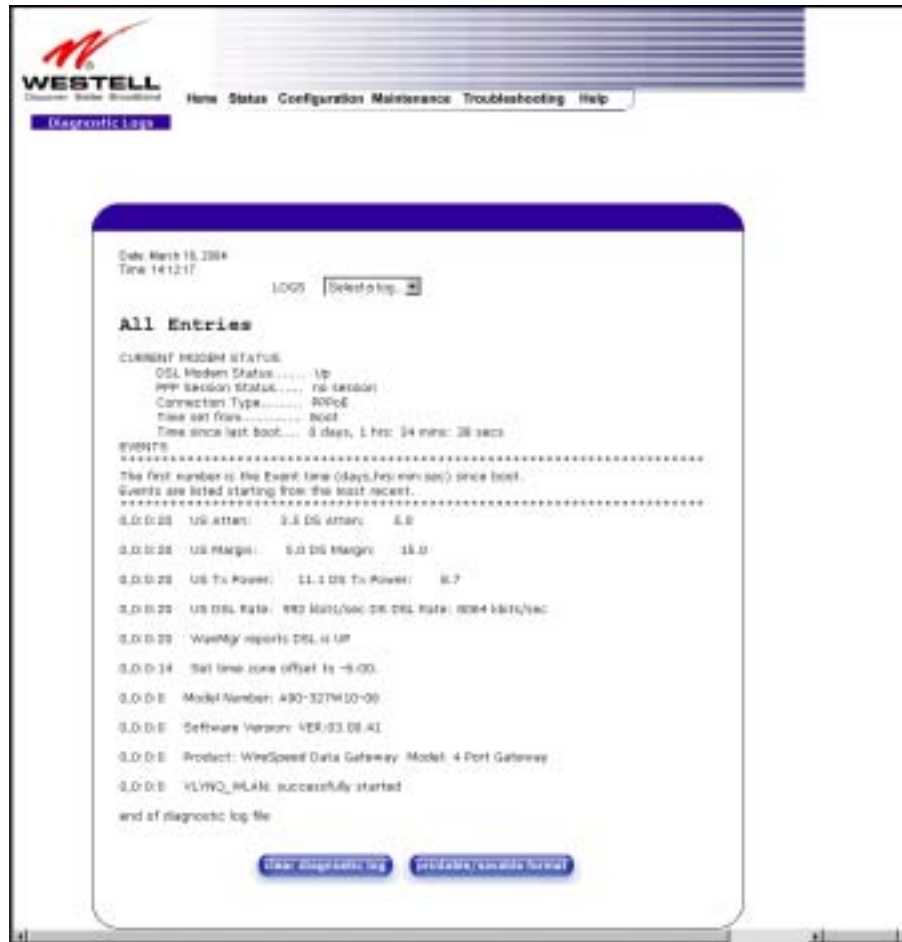 WESTELL
Discover Better Broadband
Home Status Configuration Maintenance Troubleshooting Help
Diagnostic Logs
Date: March 2004
Time: 14:12:17
LOGS Select a log..
All Entries
CURRENT MODEM STATUS
DSL Modem Status...... Up
PPP Session Status..... no session
Connection Type........ PPPoE
Time set from........... Boot
Time since last boot.... 0 days, 1 hrs: 34 mins: 38 secs
EVENTS
The first number is the Event time (days,hrs:min:sec) since boot.
Events are listed starting from the most recent.
0,0:0:20 US Atten: 3.5 DS Atten: 5.0
0,0:0:20 US Margin: 5.0 DS Margin: 15.0
0,0:0:20 US Tx Power: 11.1 DS Tx Power: 8.7
0,0:0:20 US DSL Rate: 992 kbits/sec DS DSL Rate: 8064 kbits/sec
0,0:0:20 WanMgr reports DSL is UP
0,0:0:14 Set time zone offset to -6:00.
0,0:0:0 Model Number: A90-327W10-06
0,0:0:0 Software Version: VER:03.00.41
0,0:0:0 Product: WireSpeed Data Gateway Model: 4 Port Gateway
0,0:0:0 VLYNQ_WLAN: successfully started
end of diagnostic log file
clear diagnostic log
printable/savable format